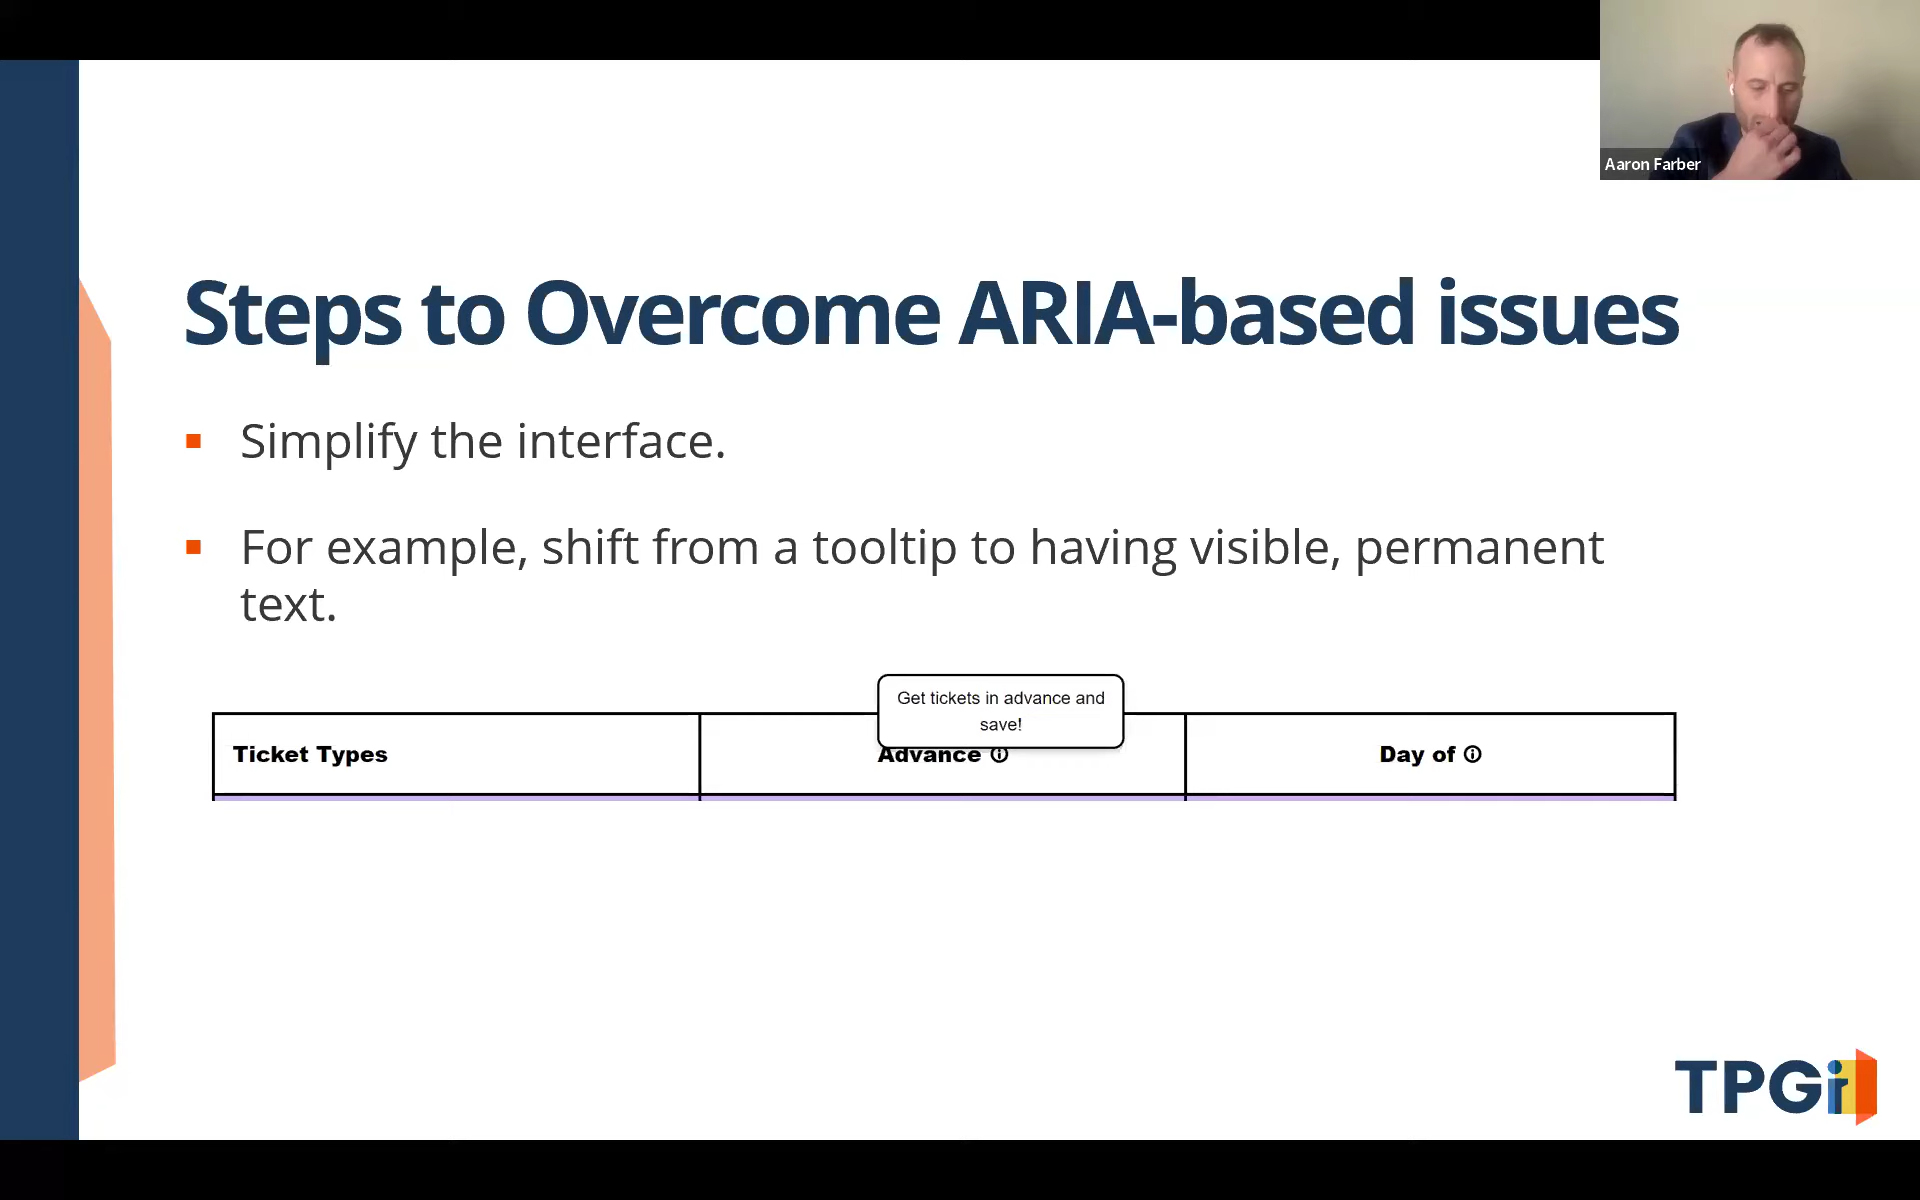 Aaron Farber
Steps to Overcome ARIA-based issues
Simplify the interface.
For example, shift from a tooltip to having visible, permanent
text.
Get tickets in advance and
save!
Ticket Types
Advance
Day of
TPGi